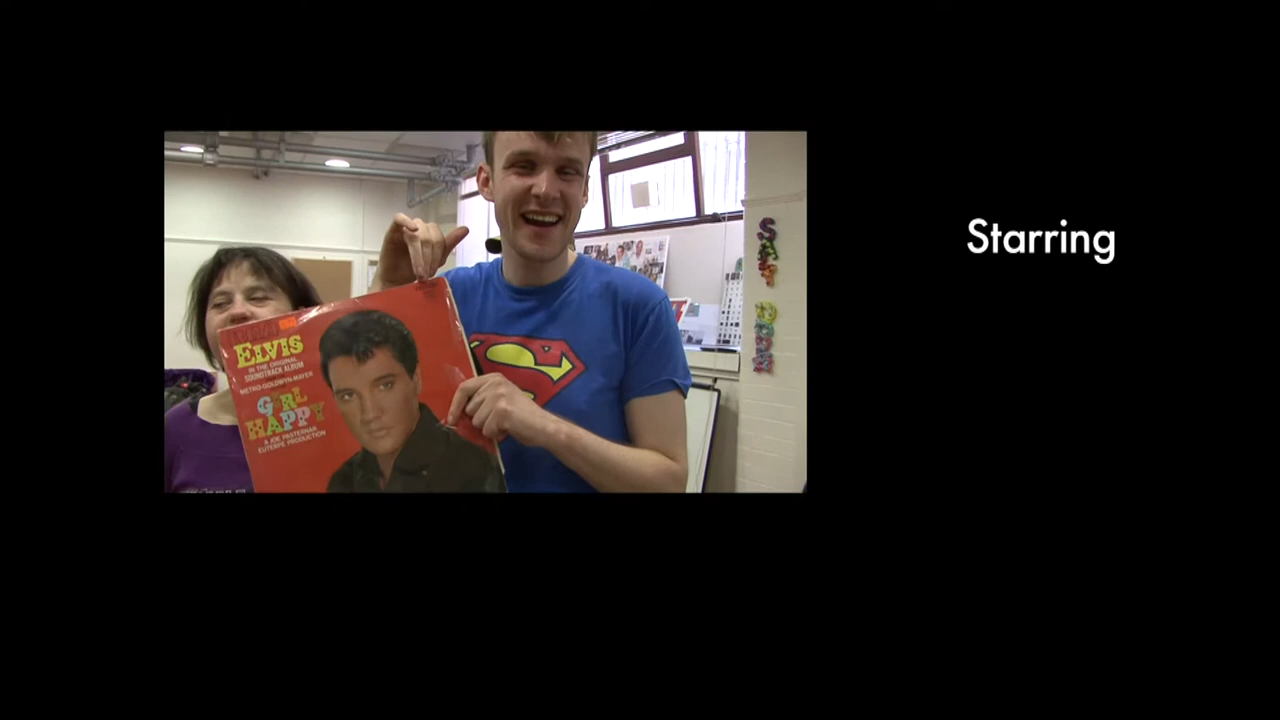 ELVIS
IN THE ORIGINAL
SOUNDTRACK ALBUM
METRO-GOLDWYN-MAYER
GIRL
HAPPY
A JOE PASTERNAK
EUTERPE PRODUCTION
Starring